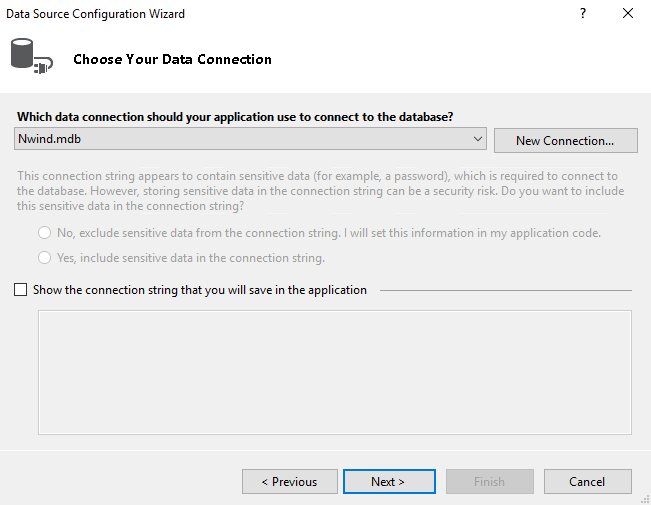 Data Source Configuration Wizard
?
Choose Your Data Connection
Which data connection should your application use to connect to the database?
Nwind.mdb
New Connection...
This connection string appears to contain sensitive data (for example, a password), which is required to connect to
the database. However, storing sensitive data in the connection string can be a security risk. Do you want to include
this sensitive data in the connection string?
No, exclude sensitive data from the connection string. I will set this information in my application code.
Yes, include sensitive data in the connection string.
Show the connection string that you will save in the application
< Previous
Next >
Finish
Cancel